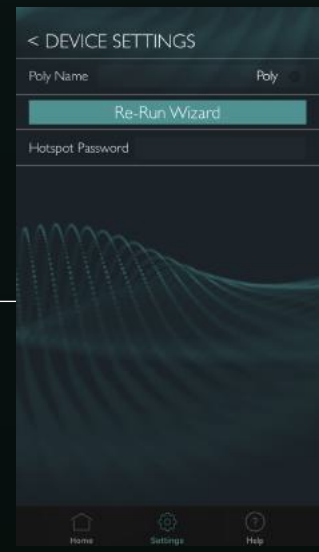 < DEVICE SETTINGS
Poly Name Poly
Re-Run Wizard
Hotspot Password
Home Settings Help